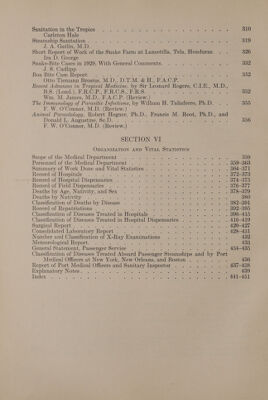 Sanitation in the Tropics . . . 310
Carleton Hale
Steamship Sanitation . . . 319
J. A. Gatlin, M.D.
Short Report of Work of the Snake Farm at Lancetilla, Tela, Honduras . . . 326
Ira D. George
Snake-Bite Cases in 1929, With General Comments . . . 332
J. S. Cudlipp
Boa Bite Case Report . . . 352
Otto Tiemann Brosius, M.D., D.T.M. & H., F.A.C.P.
Recent Advances in Tropical Medicine, by Sir Leonard Rogers, C.I.E., M.D., B.S. (Lond.), F.R.C.P., F.R.C.S., F.R.S. . . . 352
Wm. M. James, M.D., F.A.C.P. (Review.)
The Immunology of Parasitic Infections, by William H. Taliaferro, Ph.D. . . . 355
F. W. O'Connor, M.D. (Review.)
Animal Parasitology, Robert Hegner, Ph.D., Francis M. Root, Ph.D., and
Donald L. Augustine, Sc.D. . . . 356
F. W. O'Connor, M.D. (Review.)
SECTION VI
Organization and Vital Statistics
Scope of the Medical Department . . . 359
Personnel of the Medical Department . . . 359-363
Summary of Work Done and Vital Statistics . . . 364-371
Record of Hospitals . . . 372-373
Record of Hospital Dispensaries . . . 374-375
Record of Field Dispensaries . . . 376-377
Deaths by Age, Nativity, and Sex . . . 378-379
Deaths by Nativity . . . 380
Classification of Deaths by Disease . . . 382-391
Record of Repatriations . . . 392-395
Classification of Diseases Treated in Hospitals . . . 396-415
Classification of Diseases Treated in Hospital Dispensaries . . . 416-419
Surgical Report . . . 420-427
Consolidated Laboratory Report . . . 428-431
Number and Classification of X-Ray Examinations . . . 432
Meteorological Report . . . 433
General Statement, Passenger Service . . . 434-435
Classification of Diseases Treated Aboard Passenger Steamships and by Port
Medical Officers at New York, New Orleans, and Boston . . . 436
Report of Port Medical Officers and Sanitary Inspector . . . 437-438
Explanatory Notes . . . 439
Index . . . 441-451